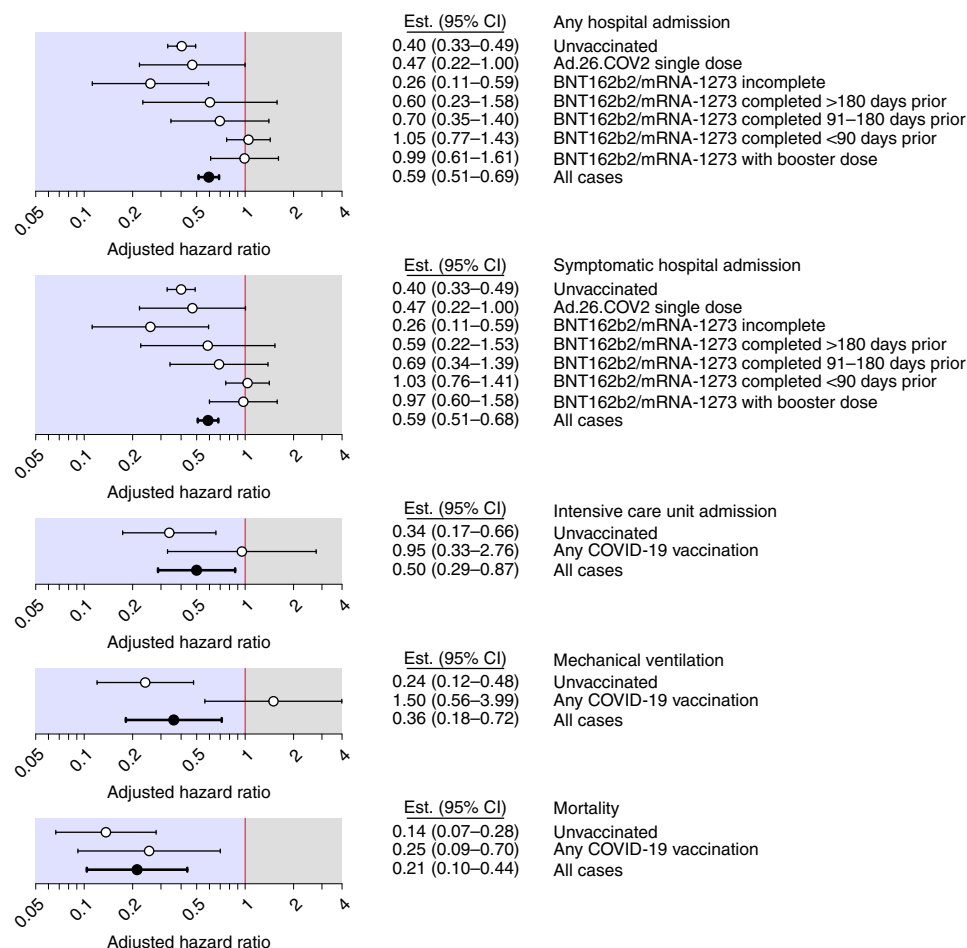 Est. (95% CI) Any hospital admission
0.40 (0.33–0.49) Unvaccinated
0.47 (0.22–1.00) Ad.26.COV2 single dose
0.26 (0.11–0.59) BNT162b2/mRNA-1273 incomplete
0.60 (0.23–1.58) BNT162b2/mRNA-1273 completed >180 days prior
0.70 (0.35–1.40) BNT162b2/mRNA-1273 completed 91–180 days prior
1.05 (0.77–1.43) BNT162b2/mRNA-1273 completed <90 days prior
0.99 (0.61–1.61) BNT162b2/mRNA-1273 with booster dose
0.59 (0.51–0.69) All cases
0.05 0.1 0.2 0.5 1 2 4
Adjusted hazard ratio
Est. (95% CI) Symptomatic hospital admission
0.40 (0.33–0.49) Unvaccinated
0.47 (0.22–1.00) Ad.26.COV2 single dose
0.26 (0.11–0.59) BNT162b2/mRNA-1273 incomplete
0.59 (0.22–1.53) BNT162b2/mRNA-1273 completed >180 days prior
0.69 (0.34–1.39) BNT162b2/mRNA-1273 completed 91–180 days prior
1.03 (0.76–1.41) BNT162b2/mRNA-1273 completed <90 days prior
0.97 (0.60–1.58) BNT162b2/mRNA-1273 with booster dose
0.59 (0.51–0.68) All cases
0.05 0.1 0.2 0.5 1 2 4
Adjusted hazard ratio
Est. (95% CI) Intensive care unit admission
0.34 (0.17–0.66) Unvaccinated
0.95 (0.33–2.76) Any COVID-19 vaccination
0.50 (0.29–0.87) All cases
0.05 0.1 0.2 0.5 1 2 4
Adjusted hazard ratio
Est. (95% CI) Mechanical ventilation
0.24 (0.12–0.48) Unvaccinated
1.50 (0.56–3.99) Any COVID-19 vaccination
0.36 (0.18–0.72) All cases
0.05 0.1 0.2 0.5 1 2 4
Adjusted hazard ratio
Est. (95% CI) Mortality
0.14 (0.07–0.28) Unvaccinated
0.25 (0.09–0.70) Any COVID-19 vaccination
0.21 (0.10–0.44) All cases
0.05 0.1 0.2 0.5 1 2 4
Adjusted hazard ratio